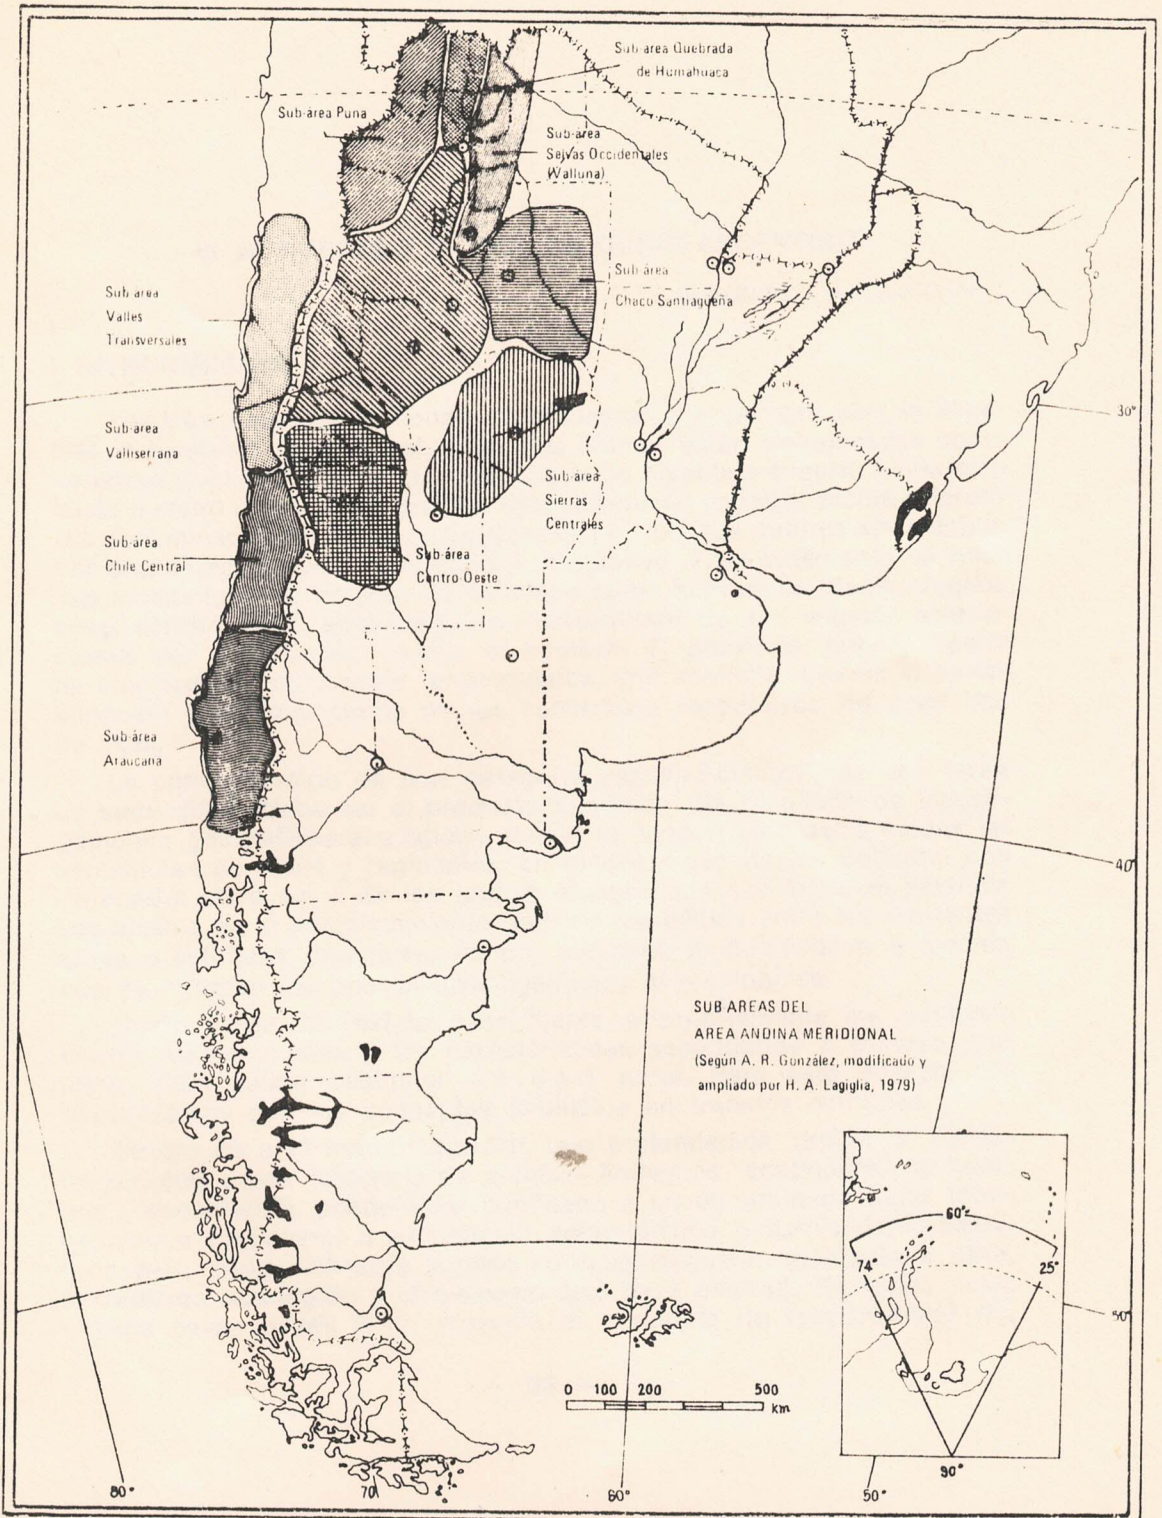 Sub-area Quebrada
de Humahuaca
Sub-área Puna
Sub-área
Selvas Occidentales
(Walluna)
Sub-área
Chaco Santiagueña
Sub-area
Valles
Transversales
30°
Sub-area
Valliserrana
Sub-área
Sierras
Centrales
Sub-área
Chile Central
Sub-área
Centro-Oeste
Sub-área
Araucana
40°
SUB AREAS DEL
AREA ANDINA MERIDIONAL
(Según A. R. González, modificado y
ampliado por H. A. Lagiglia, 1979)
60°
74°
25°
50°
0 100 200 500
km
90°
80°
70°
60°
50°